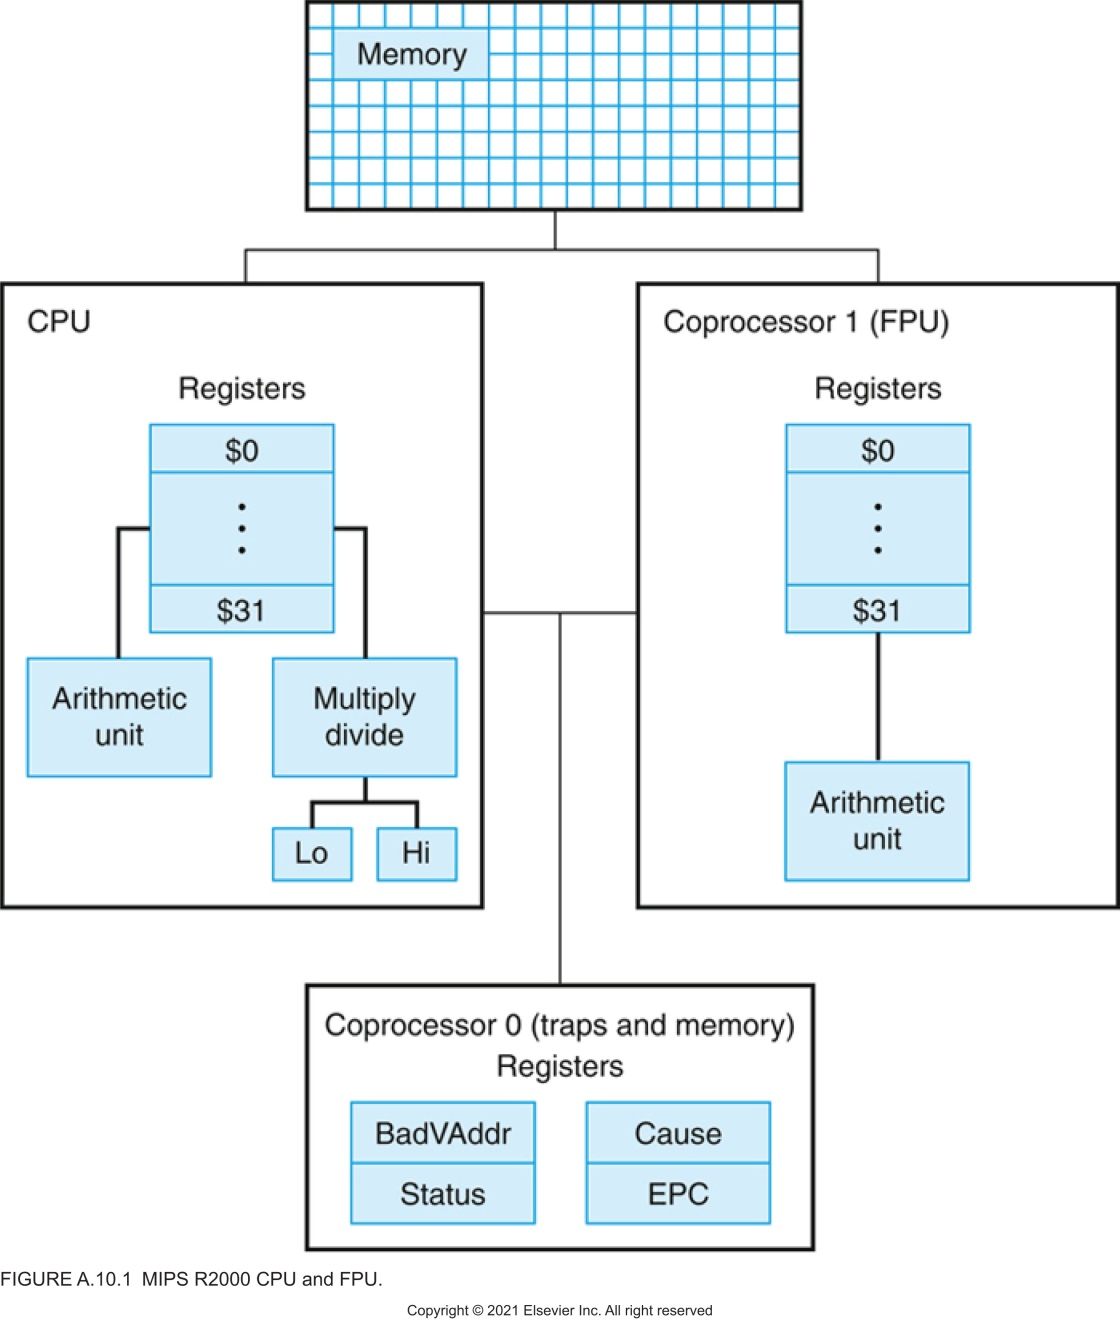 Memory
CPU
Registers
$0
$31
Arithmetic
unit
Multiply
divide
Lo
Hi
Coprocessor 1 (FPU)
Registers
$0
$31
Arithmetic
unit
Coprocessor 0 (traps and memory)
Registers
BadVAddr
Cause
Status
EPC
FIGURE A.10.1 MIPS R2000 CPU and FPU.
Copyright © 2021 Elsevier Inc. All right reserved